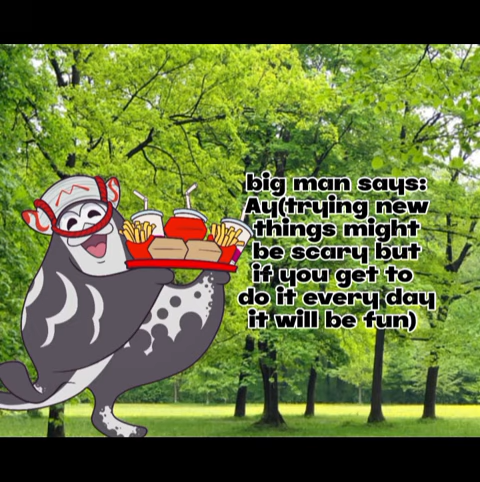 big man says:
Ay(trying new
things might
be scary but
if you get to
do it every day
it will be fun)